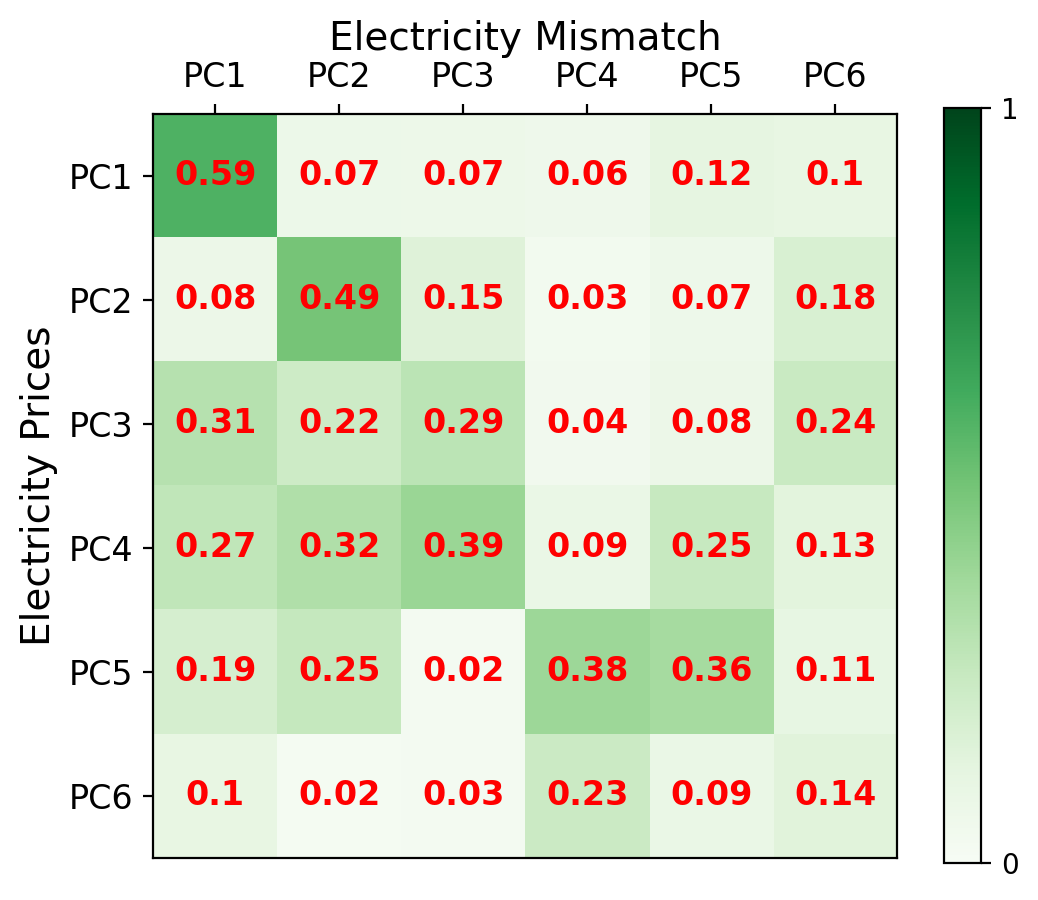 Electricity Mismatch
PC1 PC2 PC3 PC4 PC5 PC6
1
PC1 0.59 0.07 0.07 0.06 0.12 0.1
PC2 0.08 0.49 0.15 0.03 0.07 0.18
PC3 0.31 0.22 0.29 0.04 0.08 0.24
Electricity Prices
PC4 0.27 0.32 0.39 0.09 0.25 0.13
PC5 0.19 0.25 0.02 0.38 0.36 0.11
PC6 0.1 0.02 0.03 0.23 0.09 0.14
0